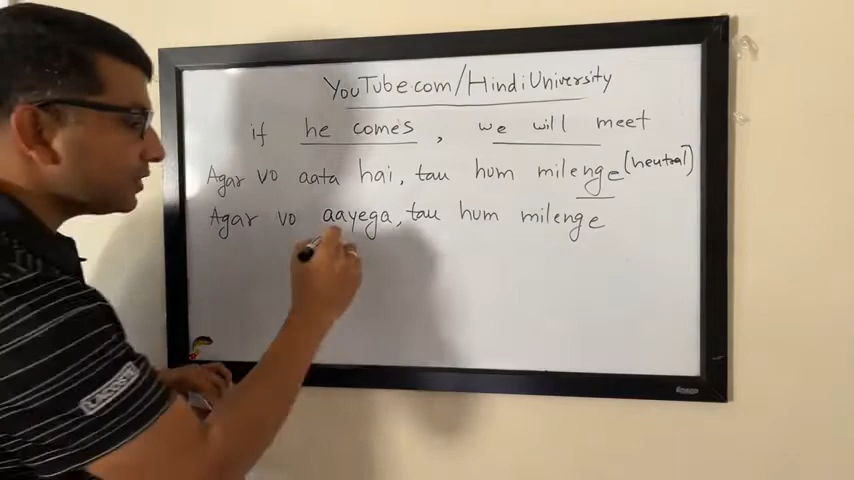 YouTube.com/HindiUniversity
if he comes, we will meet
Agar vo aata hai, tau hum milenge (neutral)
Agar vo aayega, tau hum milenge
LACOSTE